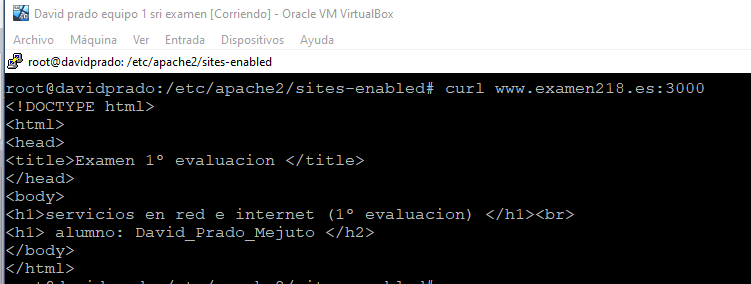 David prado equipo 1 sri examen [Corriendo] - Oracle VM VirtualBox
Archivo Máquina Ver Entrada Dispositivos Ayuda
root@davidprado: /etc/apache2/sites-enabled
root@davidprado:/etc/apache2/sites-enabled# curl www.examen218.es:3000
<!DOCTYPE html>
<html>
<head>
<title>Examen 1º evaluacion </title>
</head>
<body>
<h1>servicios en red e internet (1º evaluacion) </h1><br>
<h1> alumno: David_Prado_Mejuto </h2>
</body>
</html>